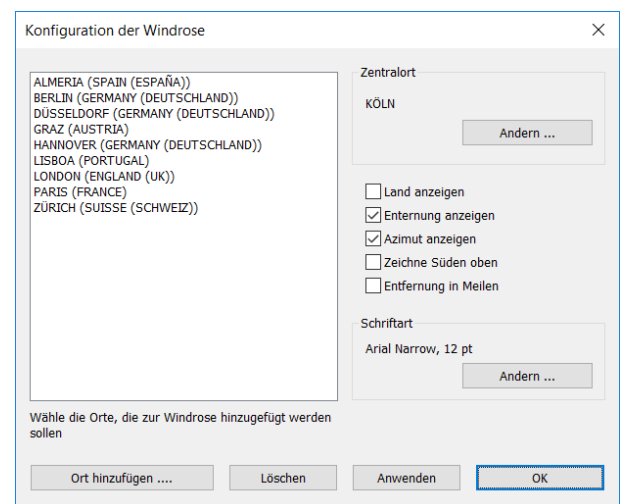 Konfiguration der Windrose
ALMERIA (SPAIN (ESPAÑA))
BERLIN (GERMANY (DEUTSCHLAND))
DÜSSELDORF (GERMANY (DEUTSCHLAND))
GRAZ (AUSTRIA)
HANNOVER (GERMANY (DEUTSCHLAND))
LISBOA (PORTUGAL)
LONDON (ENGLAND (UK))
PARIS (FRANCE)
ZÜRICH (SUISSE (SCHWEIZ))
Wähle die Orte, die zur Windrose hinzugefügt werden
sollen
Zentralort
KÖLN
Andern ...
Land anzeigen
Enternung anzeigen
Azimut anzeigen
Zeichne Süden oben
Entfernung in Meilen
Schriftart
Arial Narrow, 12 pt
Andern ...
Ort hinzufügen ....
Löschen
Anwenden
OK